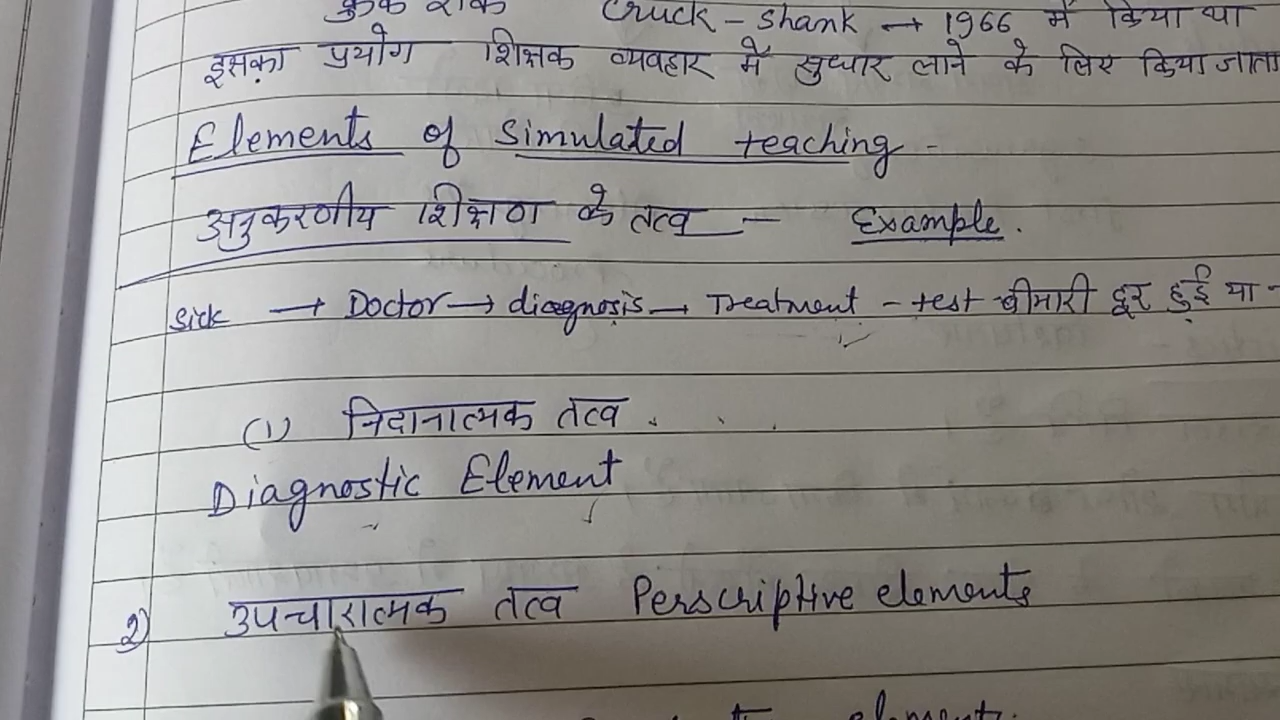 Cruck - Shank → 1966 में किया था
इसका प्रयोग शिक्षक व्यवहार में सुधार लाने के लिए किया जाता
Elements of Simulated teaching -
अनुकरणीय शिक्षण के तत्व — Example.
Sick → Doctor → diagnosis → Treatment - test बीमारी दूर हुई या -
(1) निदानात्मक तत्व .
Diagnostic Element
2) उपचारात्मक तत्व Perscriptive elements
elements.